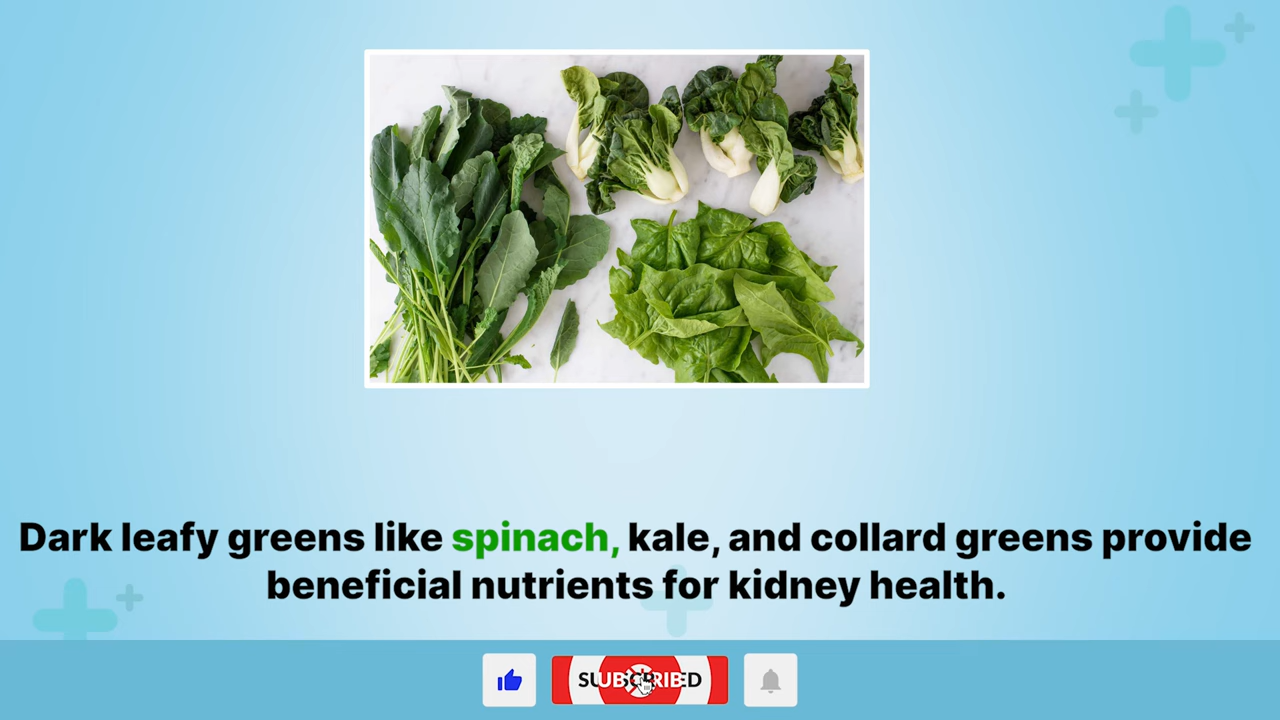 Dark leafy greens like spinach, kale, and collard greens provide
beneficial nutrients for kidney health.